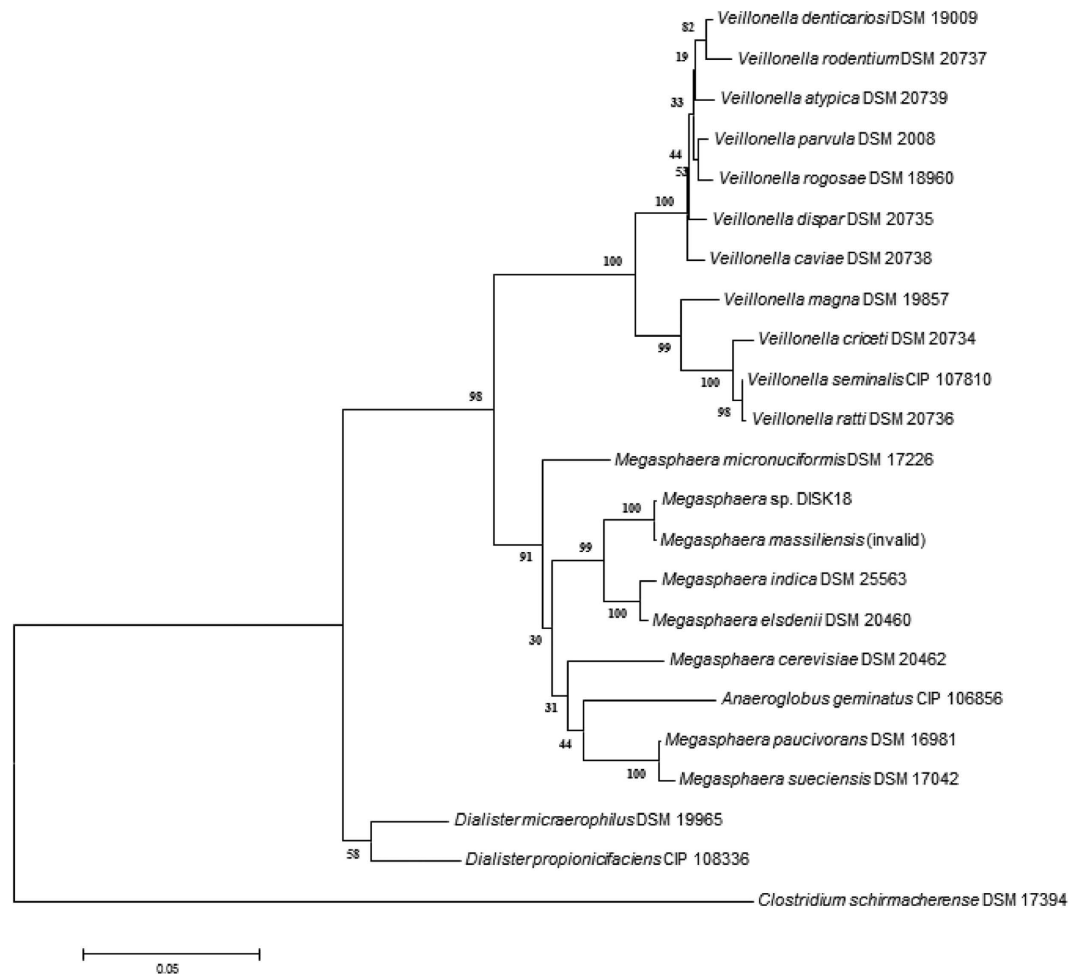 Veillonella denticariosi DSM 19009
82
19
Veillonella rodentium DSM 20737
Veillonella atypica DSM 20739
33
Veillonella parvula DSM 2008
44
53
Veillonella rogosae DSM 18960
100
Veillonella dispar DSM 20735
Veillonella caviae DSM 20738
100
Veillonella magna DSM 19857
99
Veillonella criceti DSM 20734
100
Veillonella seminalis CIP 107810
98
Veillonella ratti DSM 20736
98
Megasphaera micronuciformis DSM 17226
100
Megasphaera sp. DISK18
Megasphaera massiliensis (invalid)
99
91
Megasphaera indica DSM 25563
100
Megasphaera elsdenii DSM 20460
30
Megasphaera cerevisiae DSM 20462
31
Anaeroglobus geminatus CIP 106856
44
Megasphaera paucivorans DSM 16981
100
Megasphaera sueciensis DSM 17042
Dialister micraerophilus DSM 19965
58
Dialister propionicifaciens CIP 108336
Clostridium schirmacherense DSM 17394
0.05